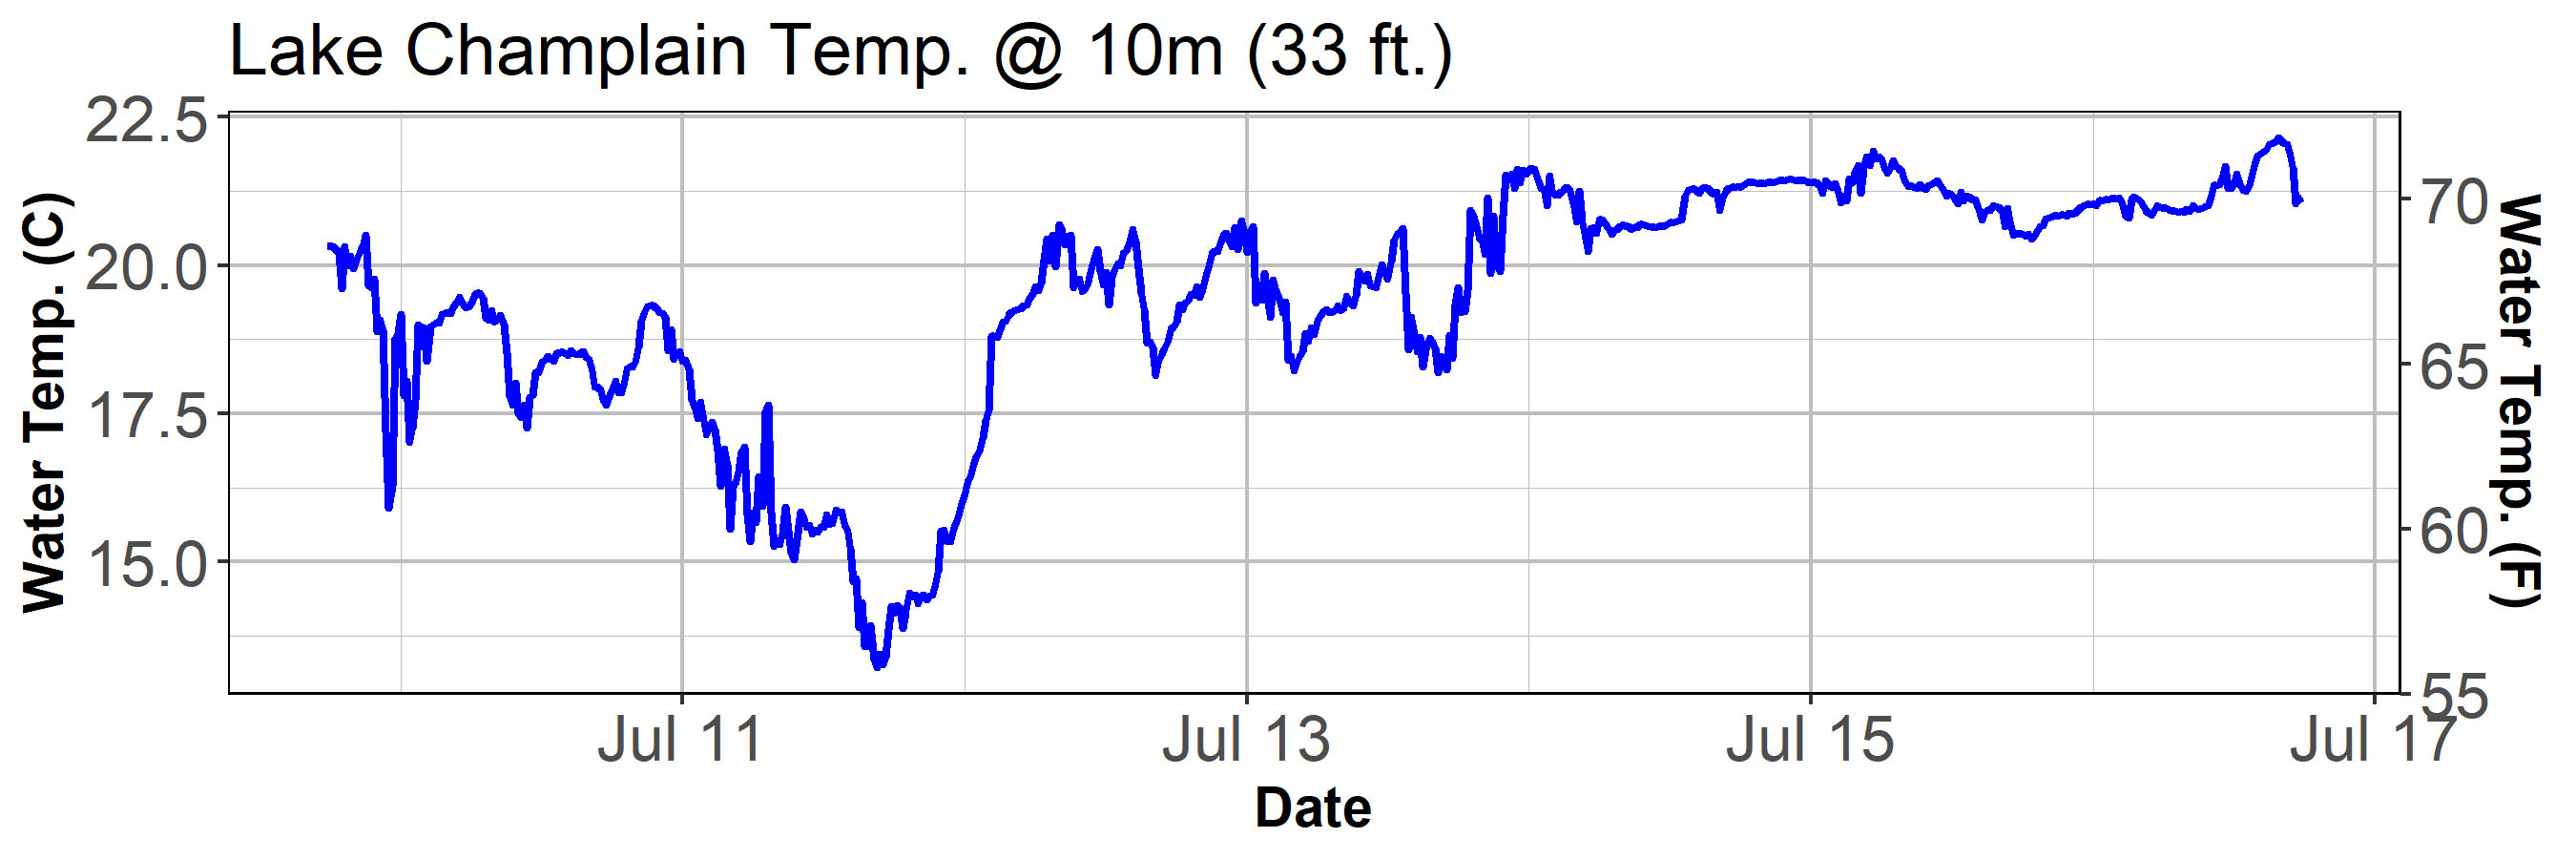 Lake Champlain Temp. @ 10m (33 ft.)
Water Temp. (C)
22.5
20.0
17.5
15.0
70
65
60
55
Water Temp. (F)
Jul 11 Jul 13 Jul 15 Jul 17
Date